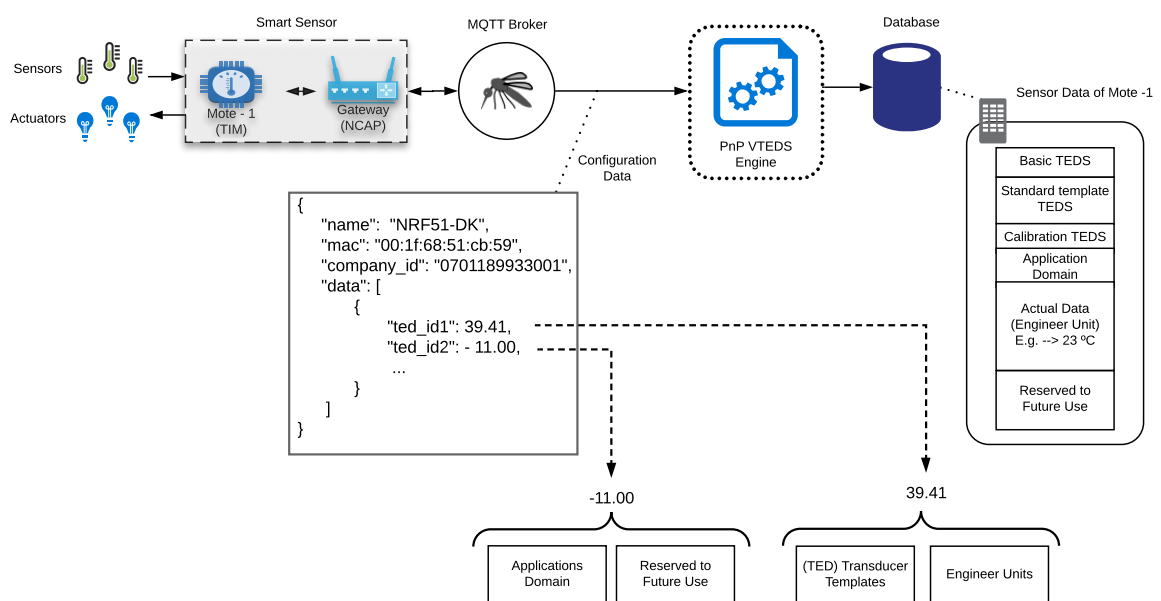 Smart Sensor
MQTT Broker
Database
Sensors
Actuators
Mote - 1
(TIM)
Gateway
(NCAP)
PnP VTEDS
Engine
Sensor Data of Mote -1
Configuration
Data
Basic TEDS
Standard template
TEDS
Calibration TEDS
Application
Domain
Actual Data
(Engineer Unit)
E.g. --> 23 ºC
Reserved to
Future Use
{
"name":  "NRF51-DK",
"mac": "00:1f:68:51:cb:59",
"company_id": "0701189933001",
"data": [
{
"ted_id1": 39.41,
"ted_id2": - 11.00,
...
}
]
}
-11.00
39.41
Applications
Domain
Reserved to
Future Use
(TED) Transducer
Templates
Engineer Units